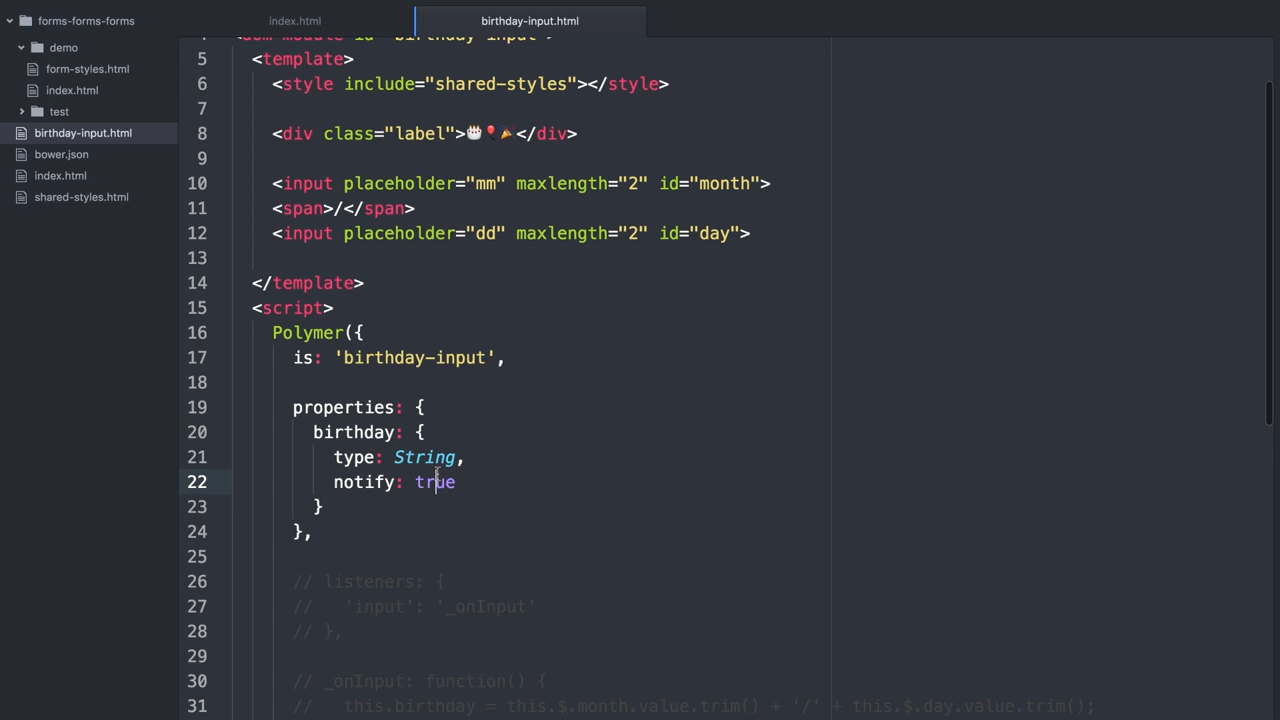 forms-forms-forms
index.html
birthday-input.html
demo
form-styles.html
index.html
test
birthday-input.html
bower.json
index.html
shared-styles.html
5 <template>
6 <style include="shared-styles"></style>
7
8 <div class="label">🎂🎈🎉</div>
9
10 <input placeholder="mm" maxlength="2" id="month">
11 <span>/</span>
12 <input placeholder="dd" maxlength="2" id="day">
13
14 </template>
15 <script>
16 Polymer({
17 is: 'birthday-input',
18
19 properties: {
20 birthday: {
21 type: String,
22 notify: true
23 }
24 },
25
26 // listeners: {
27 //   'input': '_onInput'
28 // },
29
30 // _onInput: function() {
31 //   this.birthday = this.$.month.value.trim() + '/' + this.$.day.value.trim();